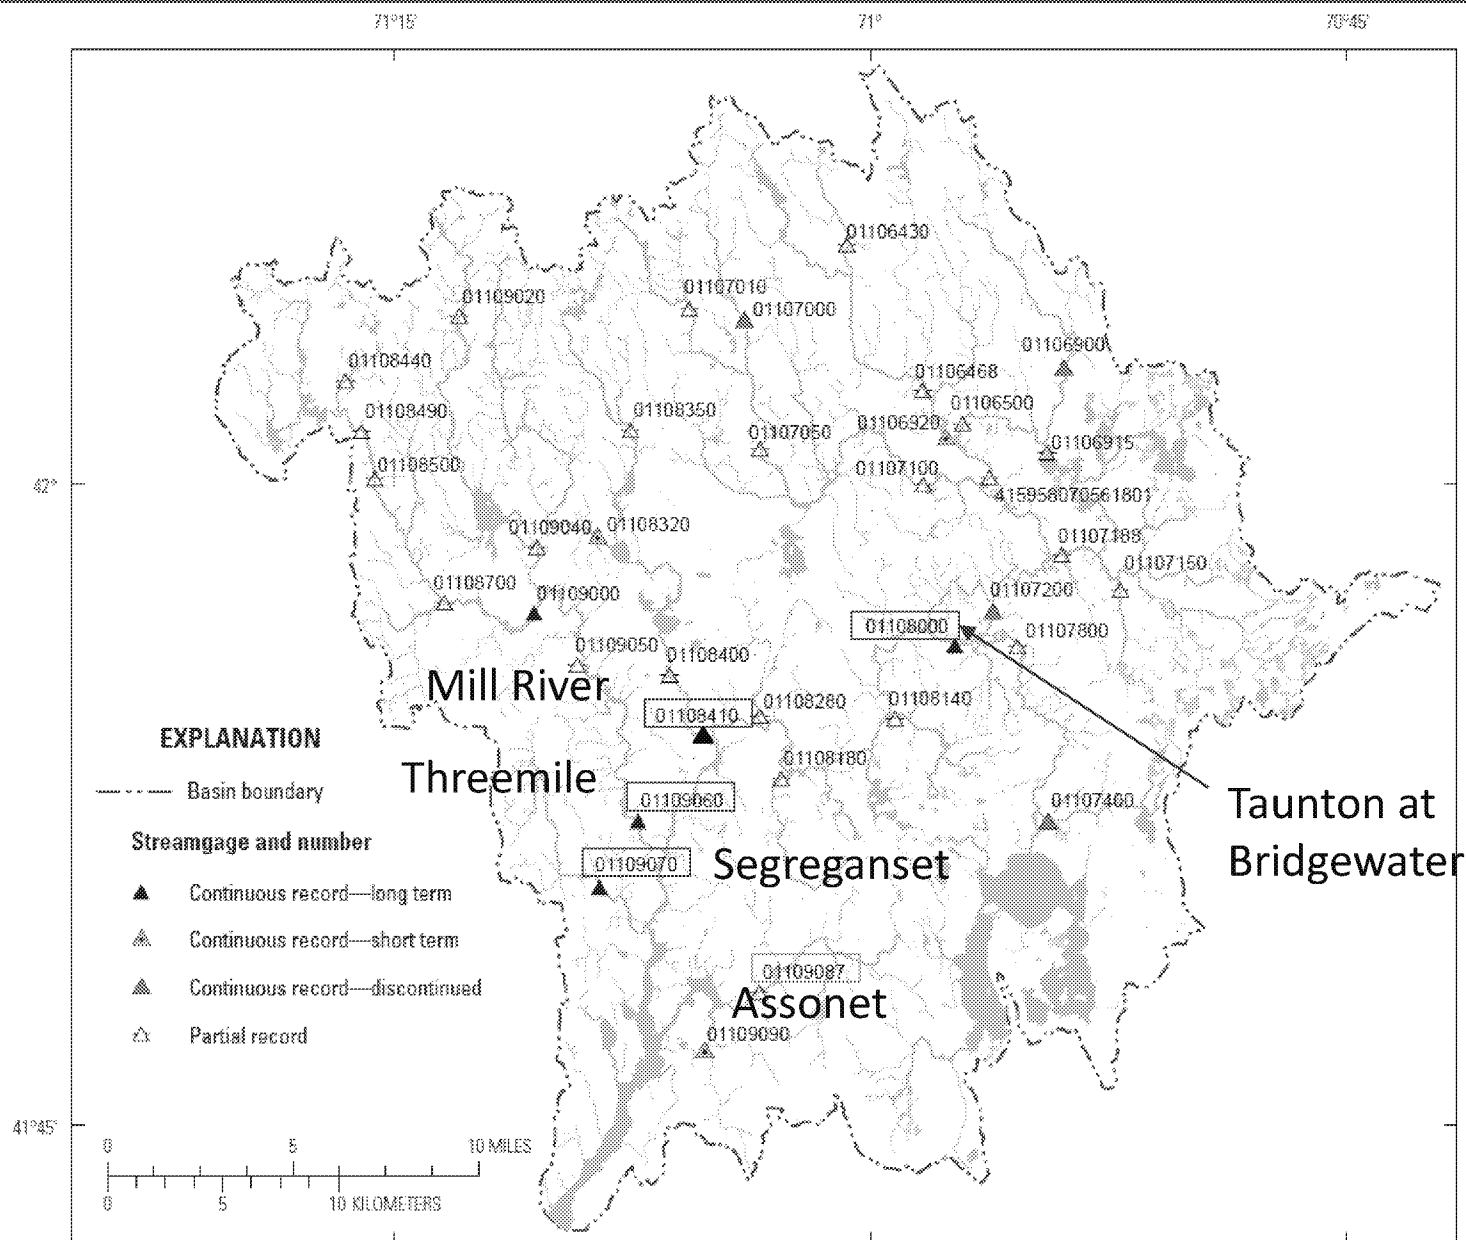 71°15' 71° 70°45'
01106430
01107010
01109020
01107000
01106900
01108440
01106468
01106500
01108490
01108350
01106920
01107050
01106915
01108500
01107100
42°
415958070561801
01109040
01108320
01107188
01107150
01108700
01109000
01107200
01108000
01107800
01109050
01108400
Mill River
01108280
01108140
01108410
EXPLANATION
01108180
Threemile
Basin boundary
01109060
01107400
Taunton at
Bridgewater
Streamgage and number
01109070
Segreganset
Continuous record—long term
Continuous record—short term
01109087
Continuous record—discontinued
Assonet
Partial record
01109090
41°45'
0 5 10 MILES
0 5 10 KILOMETERS